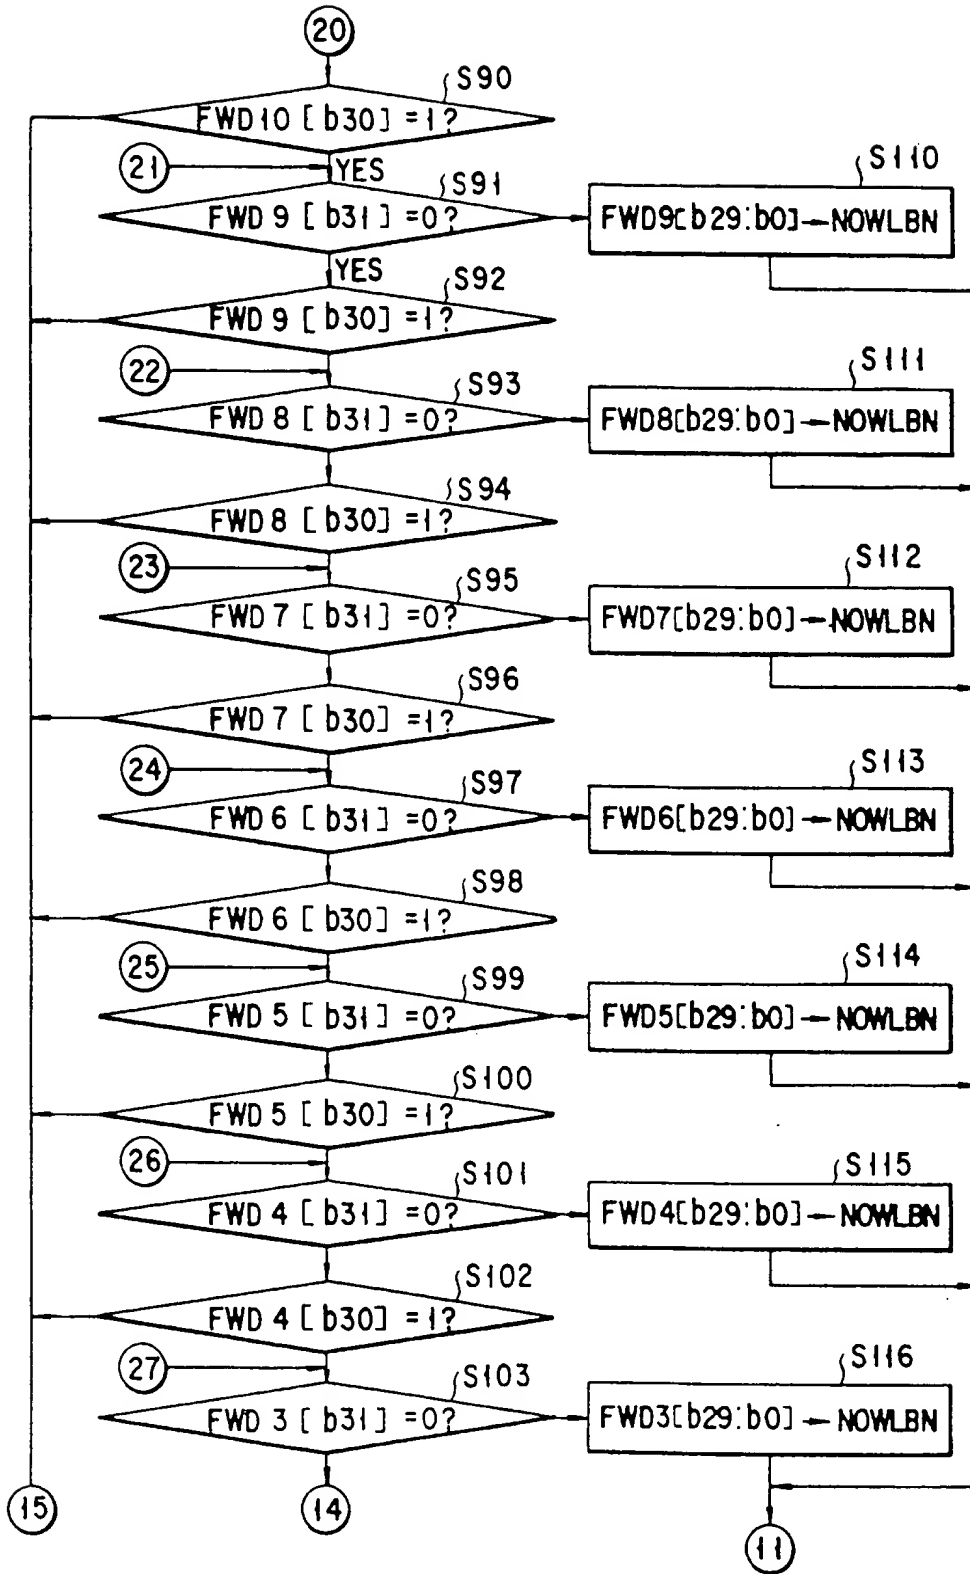 20
S90
FWD10 [b30] =1?
21
YES
S91
S110
FWD 9 [b31] =0?
FWD9[b29:b0]→NOWLBN
YES
S92
FWD 9 [b30] =1?
22
S93
S111
FWD 8 [b31] =0?
FWD8[b29:b0]→NOWLBN
S94
FWD 8 [b30] =1?
23
S95
S112
FWD 7 [b31] =0?
FWD7[b29:b0]→NOWLBN
S96
FWD 7 [b30] =1?
24
S97
S113
FWD 6 [b31] =0?
FWD6[b29:b0]→NOWLBN
S98
FWD 6 [b30] =1?
25
S99
S114
FWD 5 [b31] =0?
FWD5[b29:b0]→NOWLBN
S100
FWD 5 [b30] =1?
26
S101
S115
FWD 4 [b31] =0?
FWD4[b29:b0]→NOWLBN
S102
FWD 4 [b30] =1?
27
S103
S116
FWD 3 [b31] =0?
FWD3[b29:b0]→NOWLBN
15
14
11